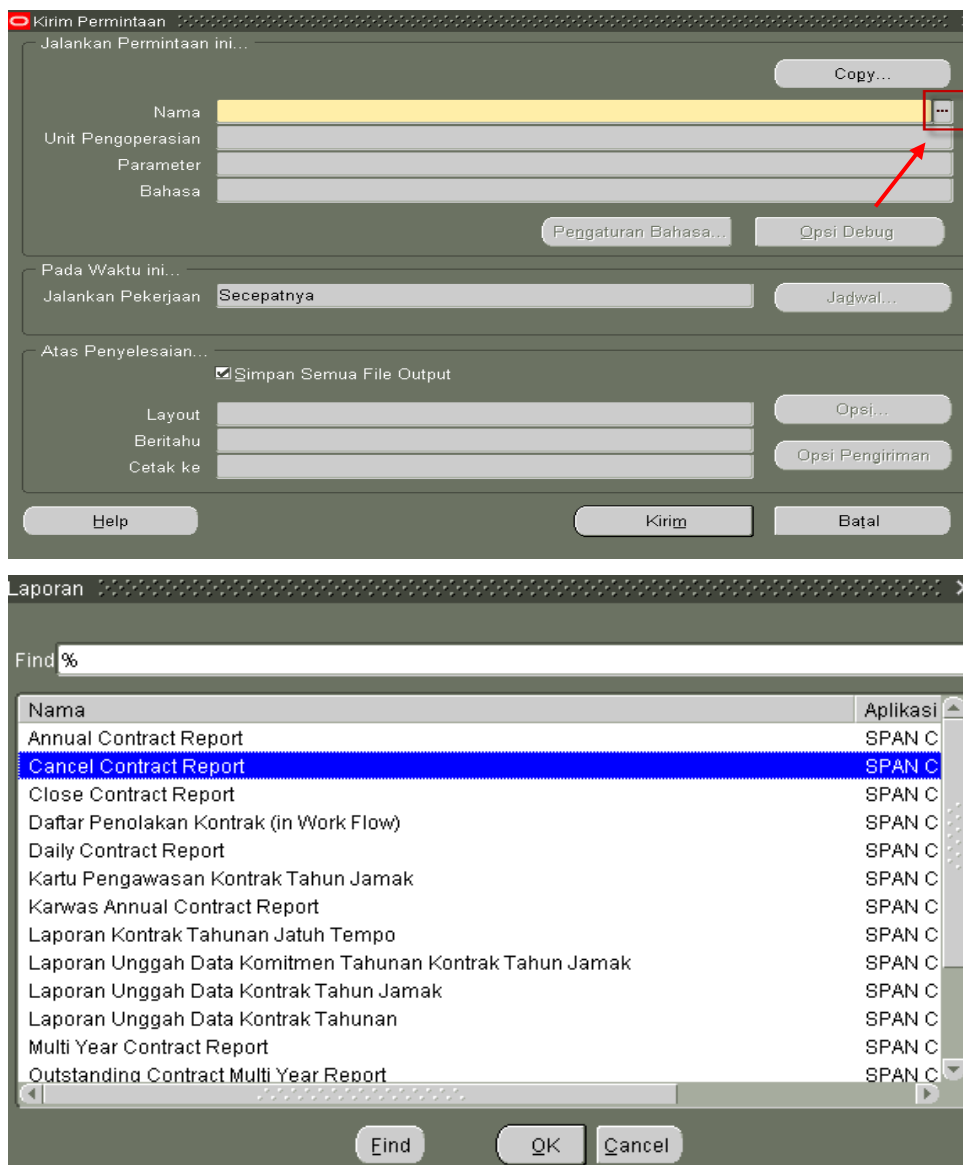 Kirim Permintaan
Jalankan Permintaan ini...
Copy...
Nama
Unit Pengoperasian
Parameter
Bahasa
Pengaturan Bahasa... Opsi Debug
Pada Waktu ini...
Jalankan Pekerjaan Secepatnya Jadwal...
Atas Penyelesaian...
Simpan Semua File Output
Layout Opsi...
Beritahu
Cetak ke Opsi Pengiriman
Help Kirim Batal
Laporan
Find %
Nama Aplikasi
Annual Contract Report SPAN C
Cancel Contract Report SPAN C
Close Contract Report SPAN C
Daftar Penolakan Kontrak (in Work Flow) SPAN C
Daily Contract Report SPAN C
Kartu Pengawasan Kontrak Tahun Jamak SPAN C
Karwas Annual Contract Report SPAN C
Laporan Kontrak Tahunan Jatuh Tempo SPAN C
Laporan Unggah Data Komitmen Tahunan Kontrak Tahun Jamak SPAN C
Laporan Unggah Data Kontrak Tahun Jamak SPAN C
Laporan Unggah Data Kontrak Tahunan SPAN C
Multi Year Contract Report SPAN C
Outstanding Contract Multi Year Report SPAN C
Find OK Cancel